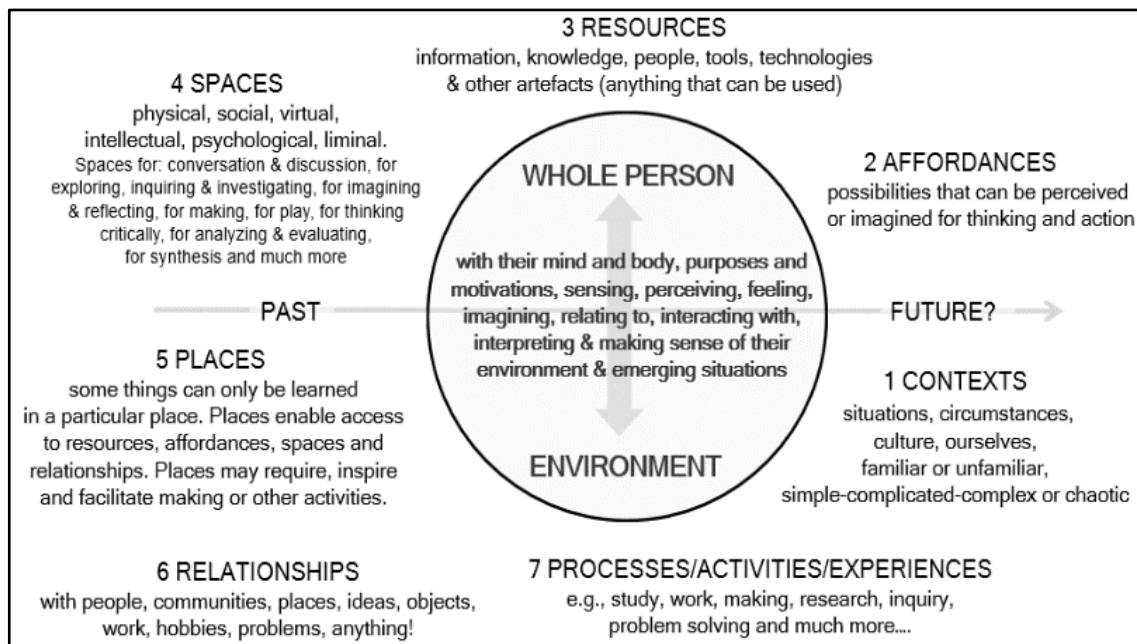 3 RESOURCES
information, knowledge, people, tools, technologies
& other artefacts (anything that can be used)
4 SPACES
physical, social, virtual,
intellectual, psychological, liminal.
Spaces for: conversation & discussion, for
exploring, inquiring & investigating, for imagining
& reflecting, for making, for play, for thinking
critically, for analyzing & evaluating,
for synthesis and much more
WHOLE PERSON
with their mind and body, purposes and
motivations, sensing, perceiving, feeling,
imagining, relating to, interacting with,
interpreting & making sense of their
environment & emerging situations
ENVIRONMENT
2 AFFORDANCES
possibilities that can be perceived
or imagined for thinking and action
PAST
FUTURE?
5 PLACES
some things can only be learned
in a particular place. Places enable access
to resources, affordances, spaces and
relationships. Places may require, inspire
and facilitate making or other activities.
1 CONTEXTS
situations, circumstances,
culture, ourselves,
familiar or unfamiliar,
simple-complicated-complex or chaotic
6 RELATIONSHIPS
with people, communities, places, ideas, objects,
work, hobbies, problems, anything!
7 PROCESSES/ACTIVITIES/EXPERIENCES
e.g., study, work, making, research, inquiry,
problem solving and much more....